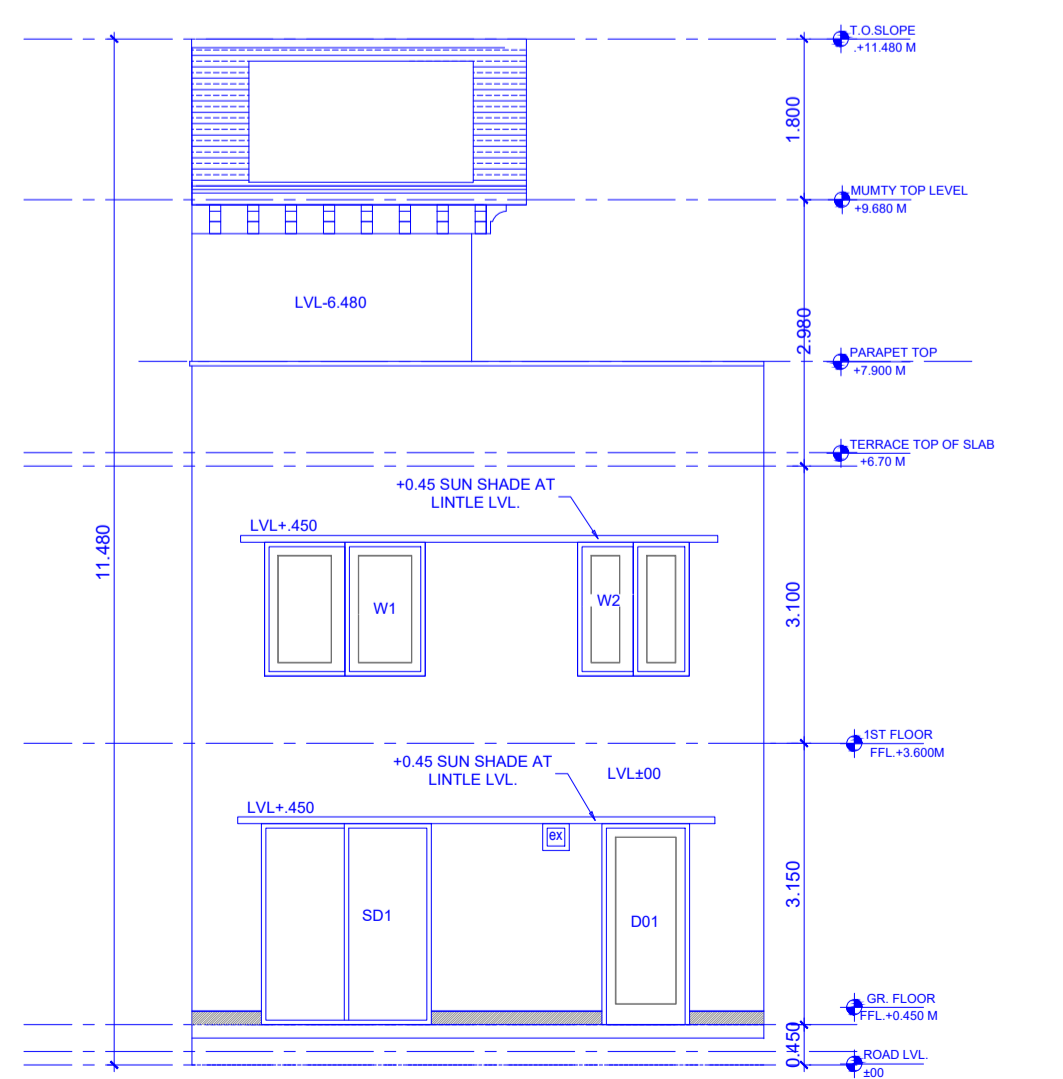 T.O.SLOPE
.+11.480 M
1.800
MUMTY TOP LEVEL
+9.680 M
LVL-6.480
2.980
PARAPET TOP
+7.900 M
TERRACE TOP OF SLAB
+6.70 M
+0.45 SUN SHADE AT
LINTLE LVL.
LVL+.450
11.480
W1
W2
3.100
1ST FLOOR
FFL.+3.600M
+0.45 SUN SHADE AT
LINTLE LVL.
LVL±00
LVL+.450
ex
3.150
SD1
D01
GR. FLOOR
FFL.+0.450 M
0.450
ROAD LVL.
±00